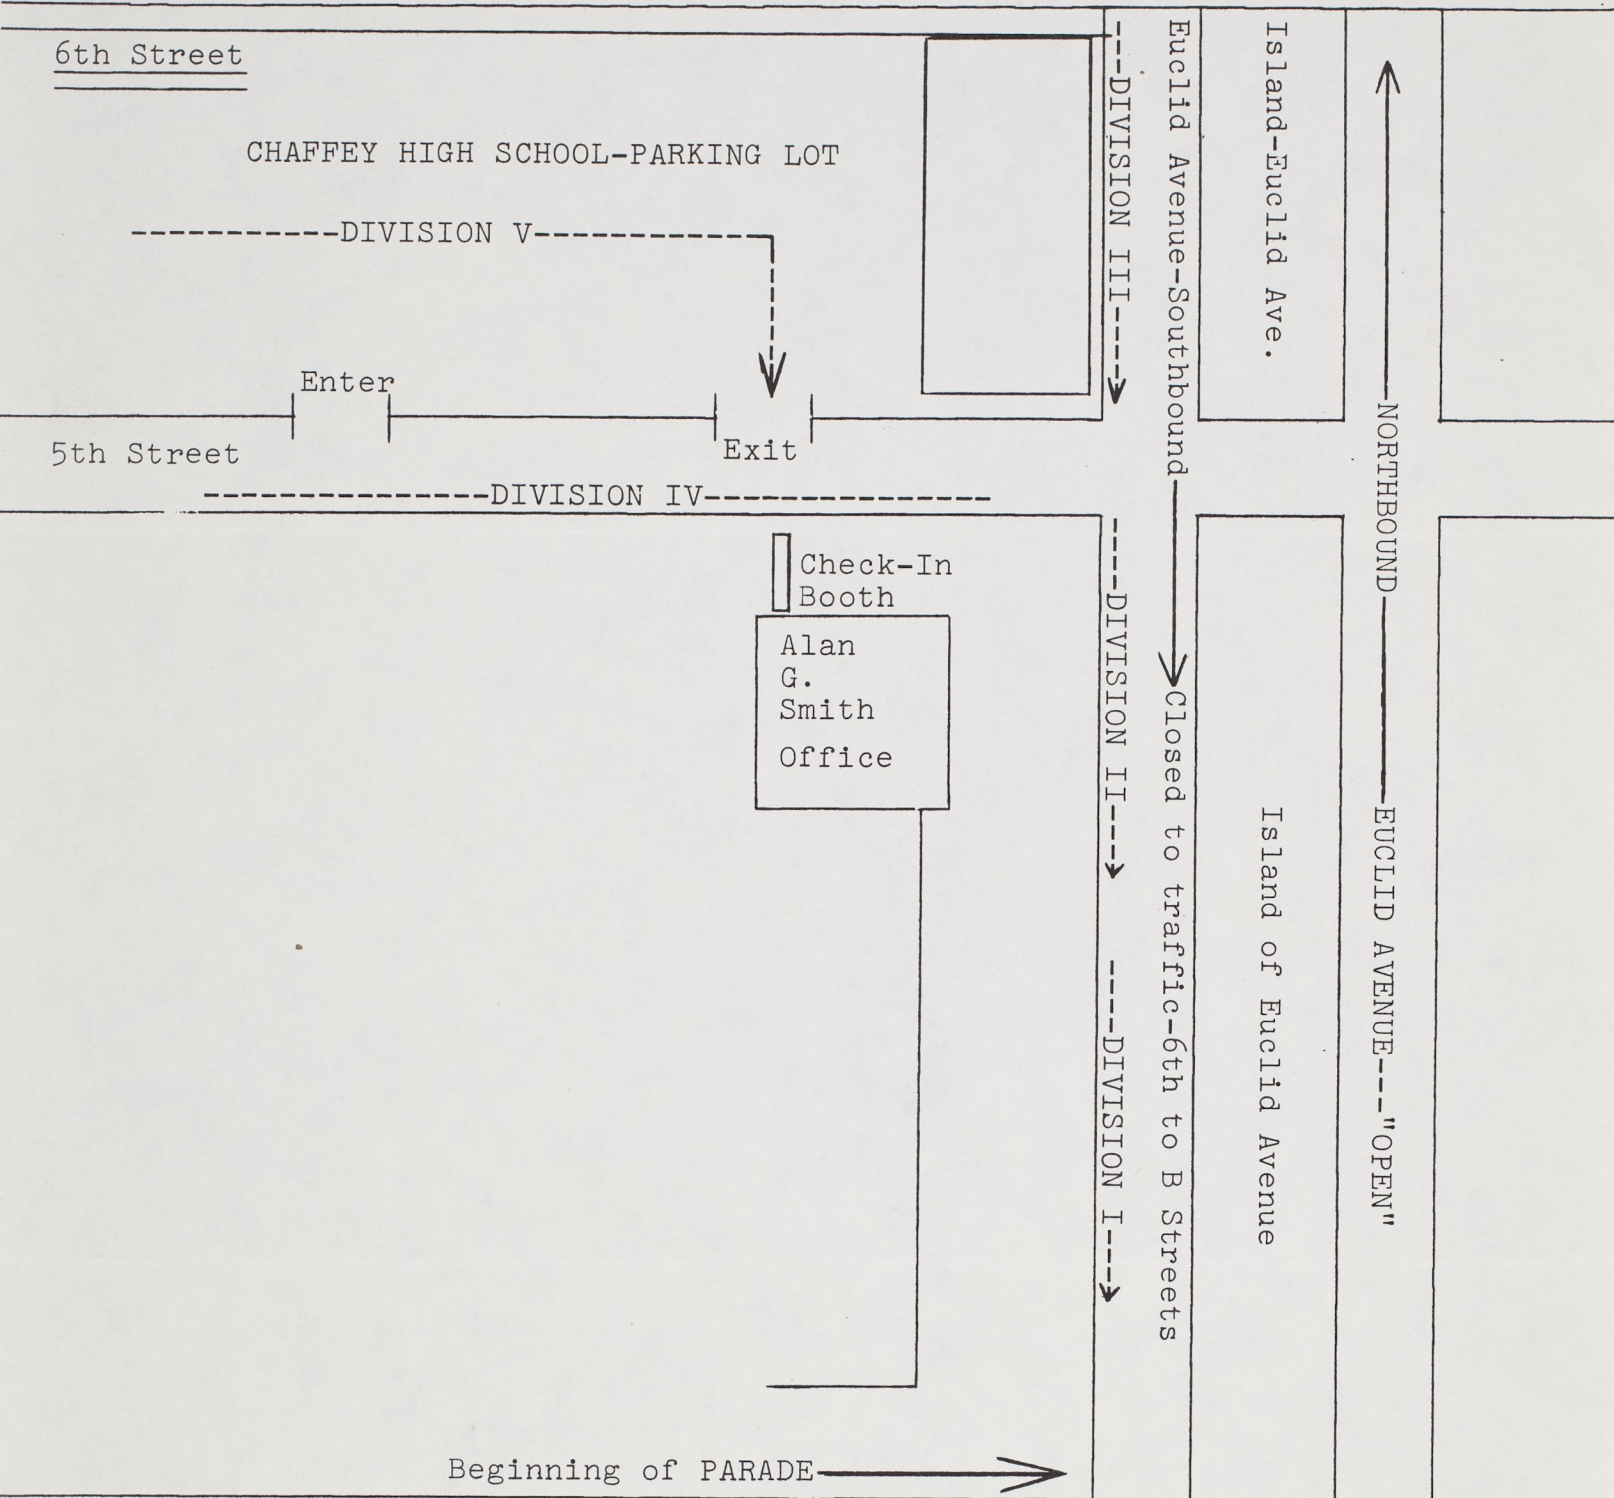 6th Street
CHAFFEY HIGH SCHOOL-PARKING LOT
-----------DIVISION V-------------
Enter
5th Street
Exit
---------------DIVISION IV---------------
Check-In
Booth
Alan
G.
Smith
Office
Beginning of PARADE
---DIVISION III-----
----DIVISION II----
----DIVISION I----
Euclid Avenue-Southbound
Closed to traffic-6th to B Streets
Island-Euclid Ave.
Island of Euclid Avenue
NORTHBOUND
EUCLID AVENUE---"OPEN"